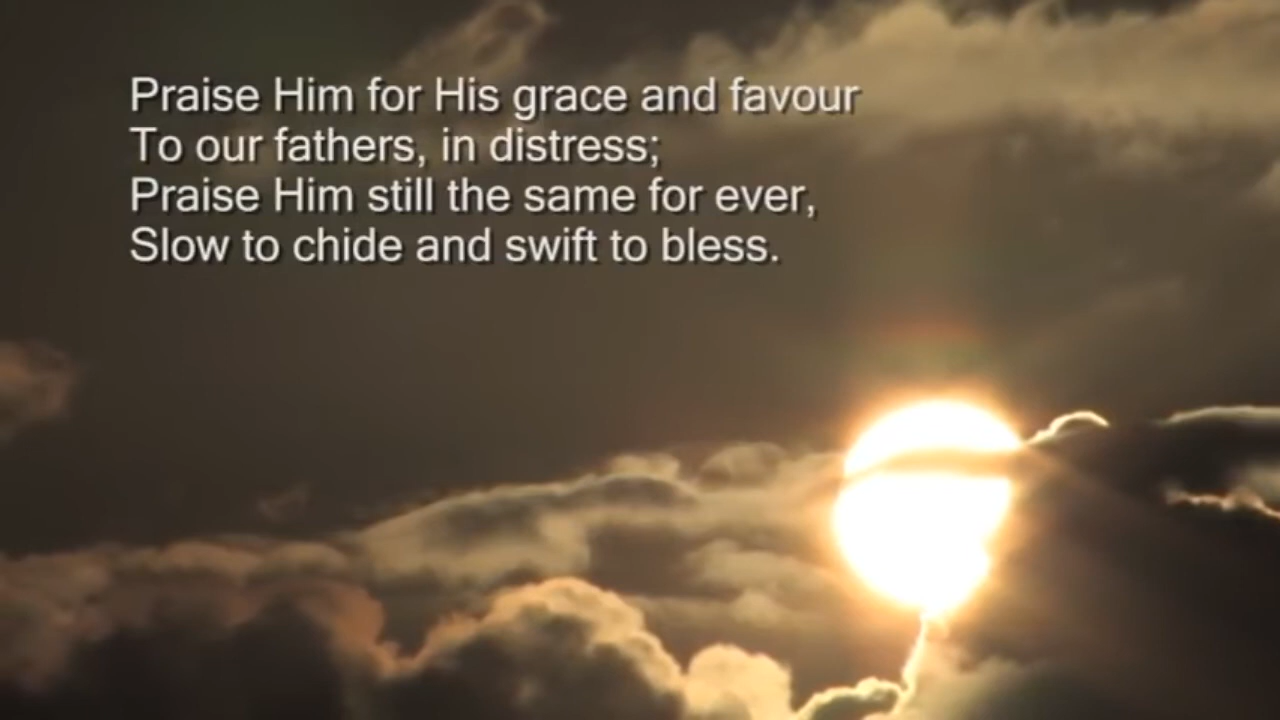 Praise Him for His grace and favour
To our fathers, in distress;
Praise Him still the same for ever,
Slow to chide and swift to bless.